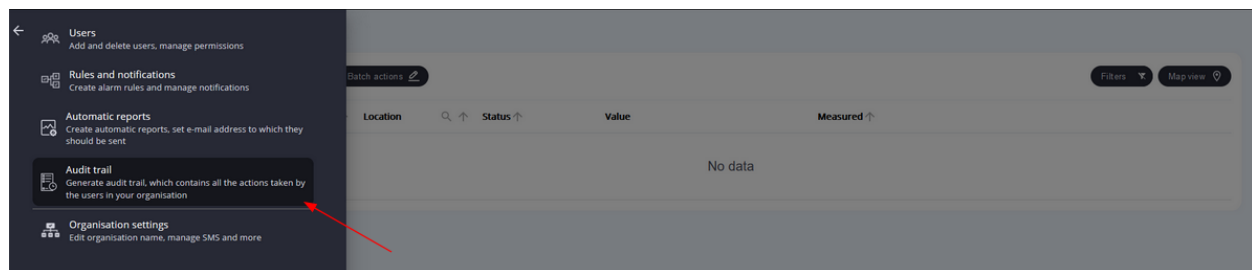 Users
Add and delete users, manage permissions
Rules and notifications
Create alarm rules and manage notifications
Automatic reports
Create automatic reports, set e-mail address to which they
should be sent
Audit trail
Generate audit trail, which contains all the actions taken by
the users in your organisation
Organisation settings
Edit organisation name, manage SMS and more
Batch actions
Filters
Map view
Location
Status
Value
Measured
No data